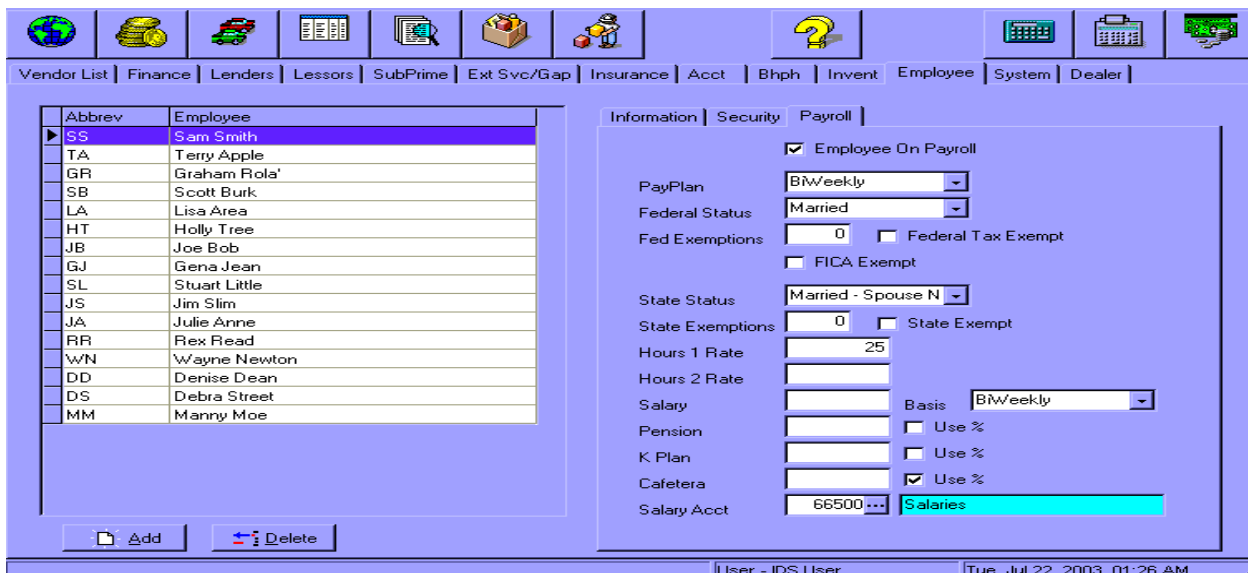 Vendor List Finance Lenders Lessors SubPrime Ext Svc/Gap Insurance Acct Bhph Invent Employee System Dealer
Abbrev Employee
SS Sam Smith
TA Terry Apple
GR Graham Rola'
SB Scott Burk
LA Lisa Area
HT Holly Tree
JB Joe Bob
GJ Gena Jean
SL Stuart Little
JS Jim Slim
JA Julie Anne
RR Rex Read
WN Wayne Newton
DD Denise Dean
DS Debra Street
MM Manny Moe
Add Delete
Information Security Payroll
Employee On Payroll
PayPlan BiWeekly
Federal Status Married
Fed Exemptions 0 Federal Tax Exempt
FICA Exempt
State Status Married - Spouse N
State Exemptions 0 State Exempt
Hours 1 Rate 25
Hours 2 Rate
Salary Basis BiWeekly
Pension Use %
K Plan Use %
Cafetera Use %
Salary Acct 66500 ... Salaries
User - IDS User Tue, Jul 22, 2003 01:26 AM